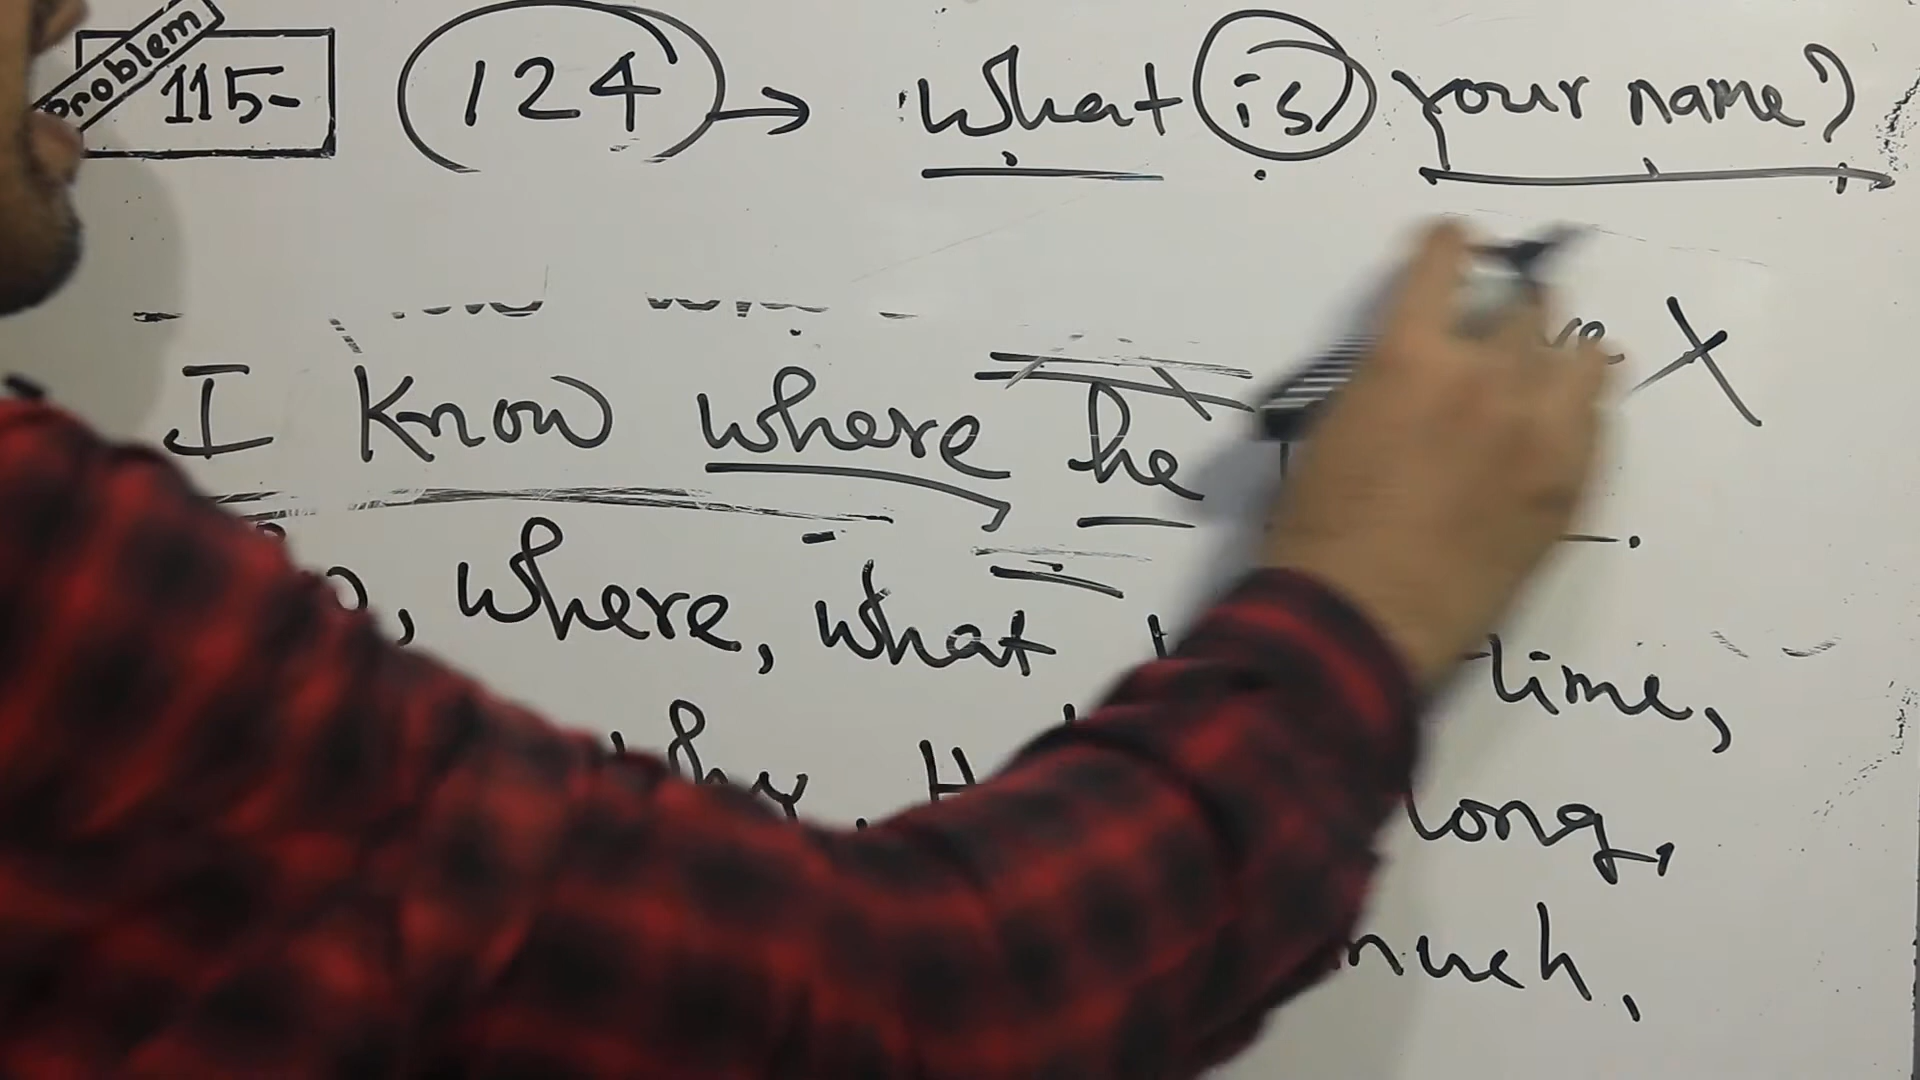 Problem
115- 124 → What is your name?
I know where he
where, what time,
long,
much,